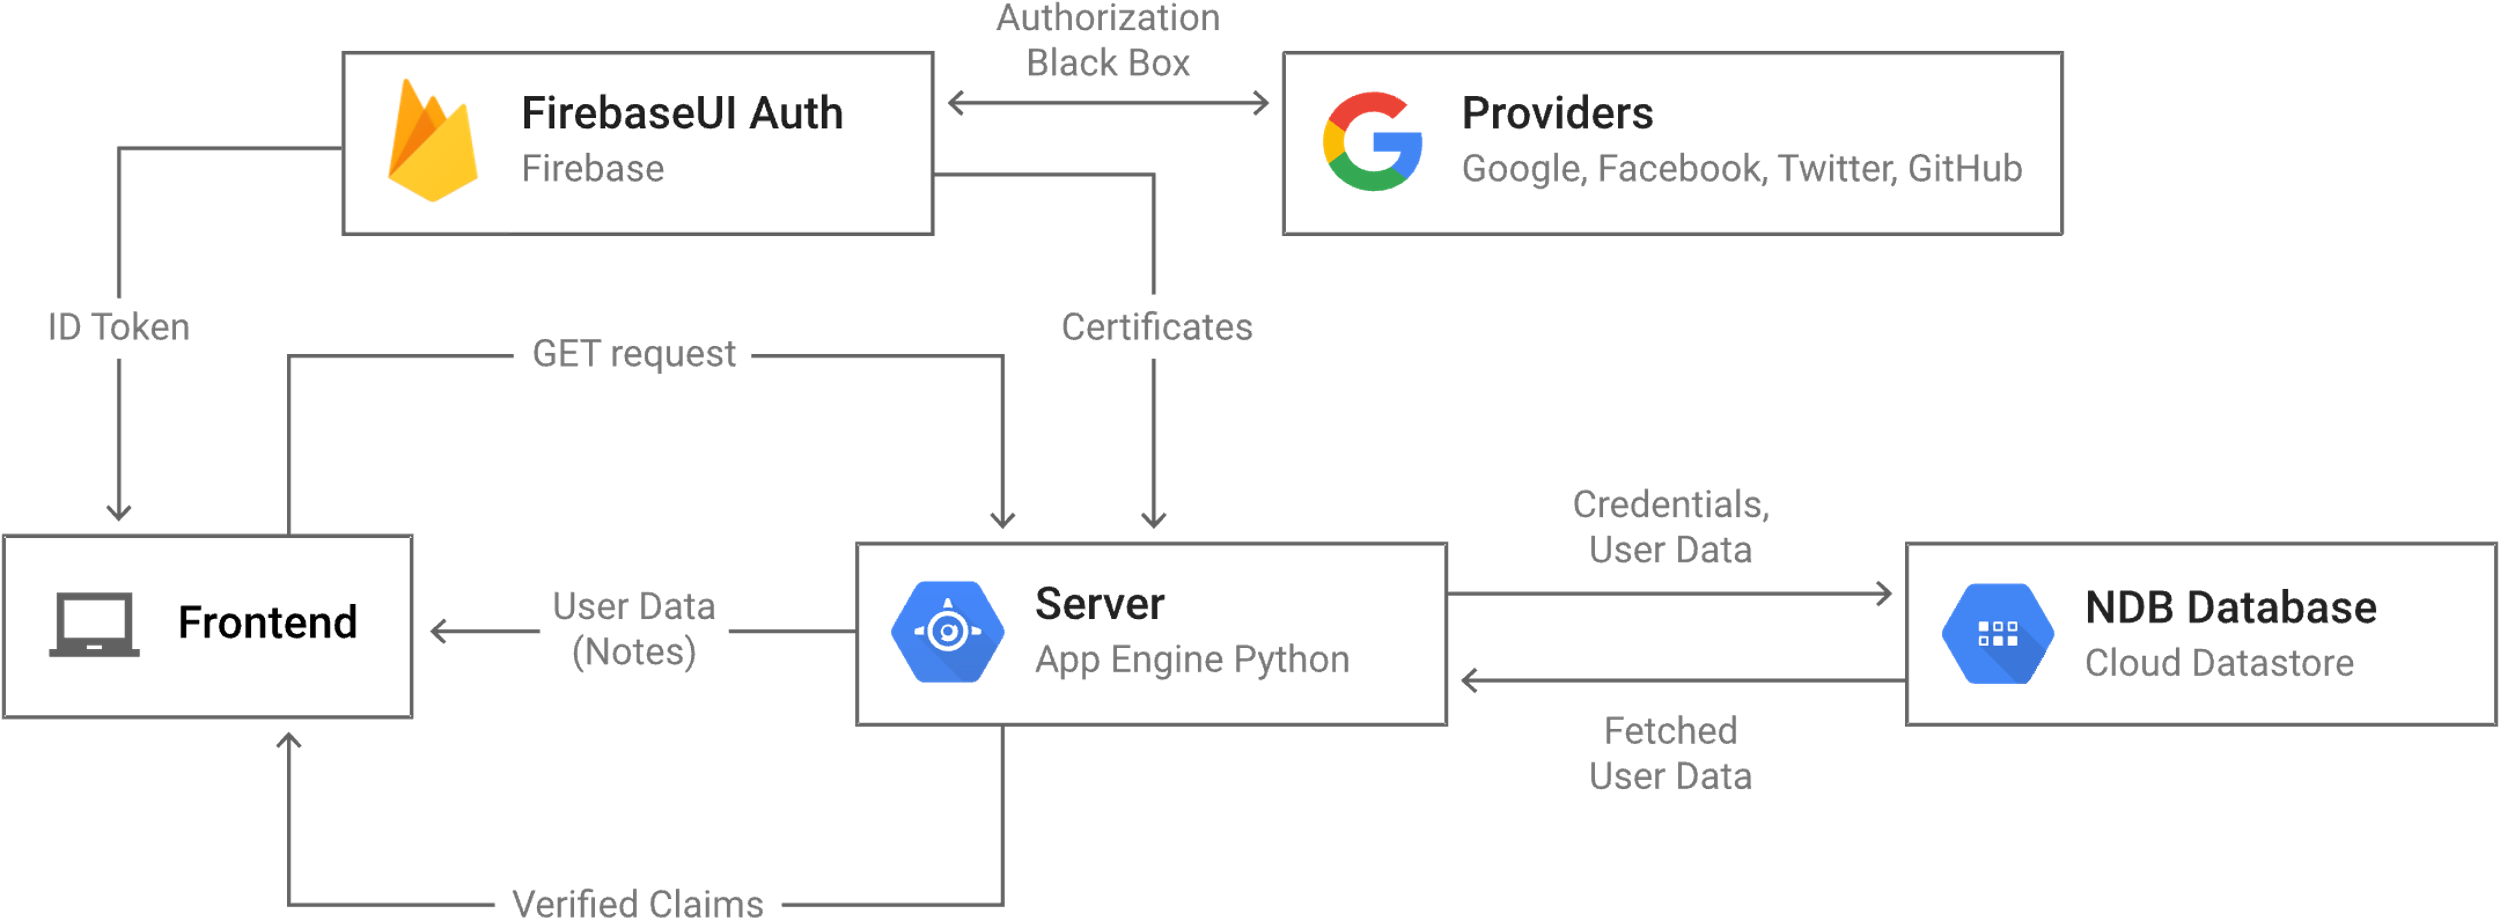 Authorization
Black Box
FirebaseUI Auth
Firebase
Providers
Google, Facebook, Twitter, GitHub
ID Token
GET request
Certificates
Frontend
User Data
(Notes)
Server
App Engine Python
Credentials,
User Data
NDB Database
Cloud Datastore
Fetched
User Data
Verified Claims